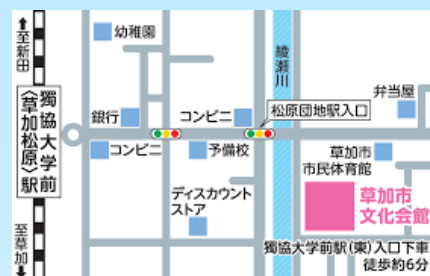 至新田
幼稚園
綾瀬川
弁当屋
獨協大学前
〈草加松原〉駅
銀行
コンビニ
松原団地駅入口
コンビニ
予備校
草加市
市民体育館
ディスカウント
ストア
草加市
文化会館
至草加
獨協大学前駅(東)入口下車
徒歩約6分